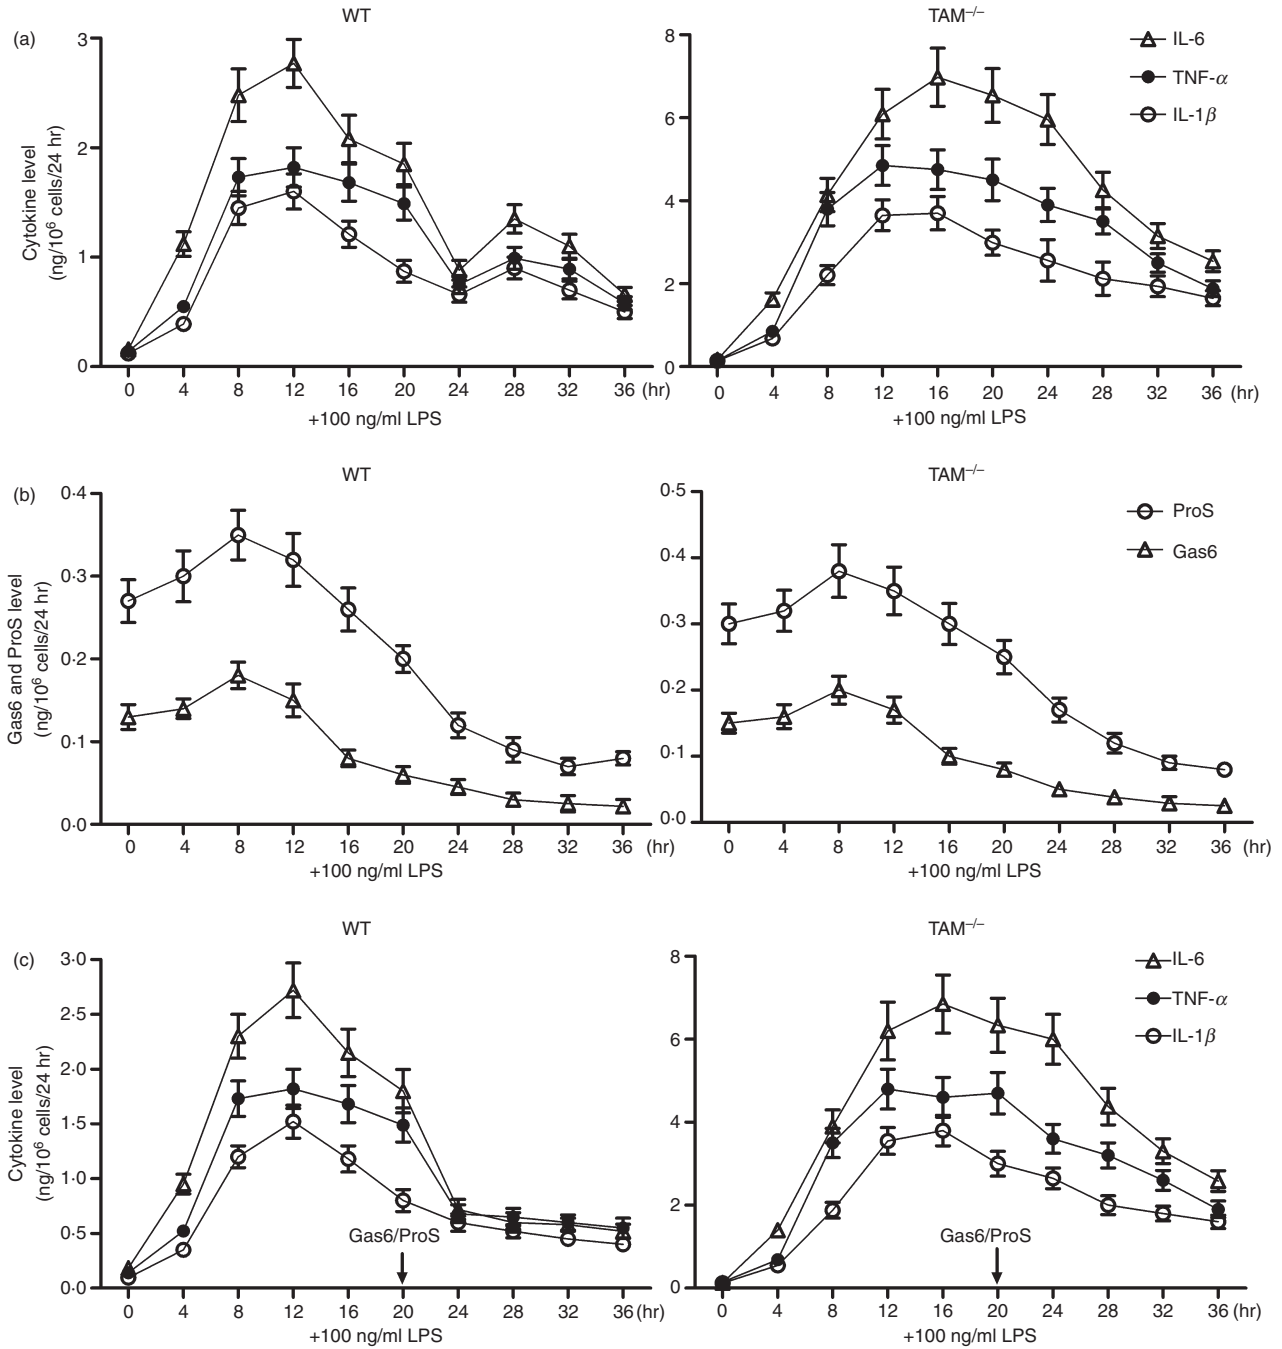 (a)
WT
TAM⁻/⁻
Cytokine level
(ng/10⁶ cells/24 hr)
3
2
1
0
0 4 8 12 16 20 24 28 32 36 (hr)
+100 ng/ml LPS
8
6
4
2
0
0 4 8 12 16 20 24 28 32 36 (hr)
+100 ng/ml LPS
IL-6
TNF-α
IL-1β
(b)
WT
TAM⁻/⁻
Gas6 and ProS level
(ng/10⁶ cells/24 hr)
0·4
0·3
0·2
0·1
0·0
0 4 8 12 16 20 24 28 32 36 (hr)
+100 ng/ml LPS
0·5
0·4
0·3
0·2
0·1
0·0
0 4 8 12 16 20 24 28 32 36 (hr)
+100 ng/ml LPS
ProS
Gas6
(c)
WT
TAM⁻/⁻
Cytokine level
(ng/10⁶ cells/24 hr)
3·0
2·5
2·0
1·5
1·0
0·5
0·0
Gas6/ProS
0 4 8 12 16 20 24 28 32 36 (hr)
+100 ng/ml LPS
8
6
4
2
0
Gas6/ProS
0 4 8 12 16 20 24 28 32 36 (hr)
+100 ng/ml LPS
IL-6
TNF-α
IL-1β